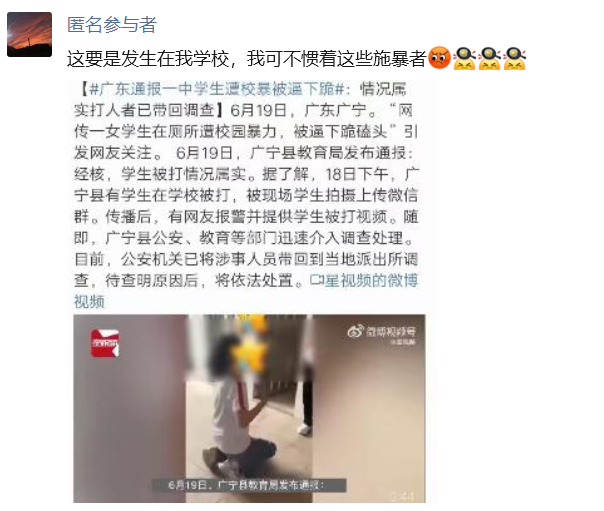 匿名参与者
这要是发生在我学校，我可不惯着这些施暴者
【#广东通报一中学生遭校暴被逼下跪#：情况属
实打人者已带回调查】6月19日，广东广宁。“网
传一女学生在厕所遭校园暴力，被逼下跪磕头”引
发网友关注。 6月19日，广宁县教育局发布通报：
经核，学生被打情况属实。据了解，18日下午，广
宁县有学生在学校被打，被现场学生拍摄上传微信
群。传播后，有网友报警并提供学生被打视频。随
即，广宁县公安、教育等部门迅速介入调查处理。
目前，公安机关已将涉事人员带回到当地派出所调
查，待查明原因后，将依法处置。星视频的微博
视频
微博视频号
6月19日，广宁县教育局发布通报：
0:44